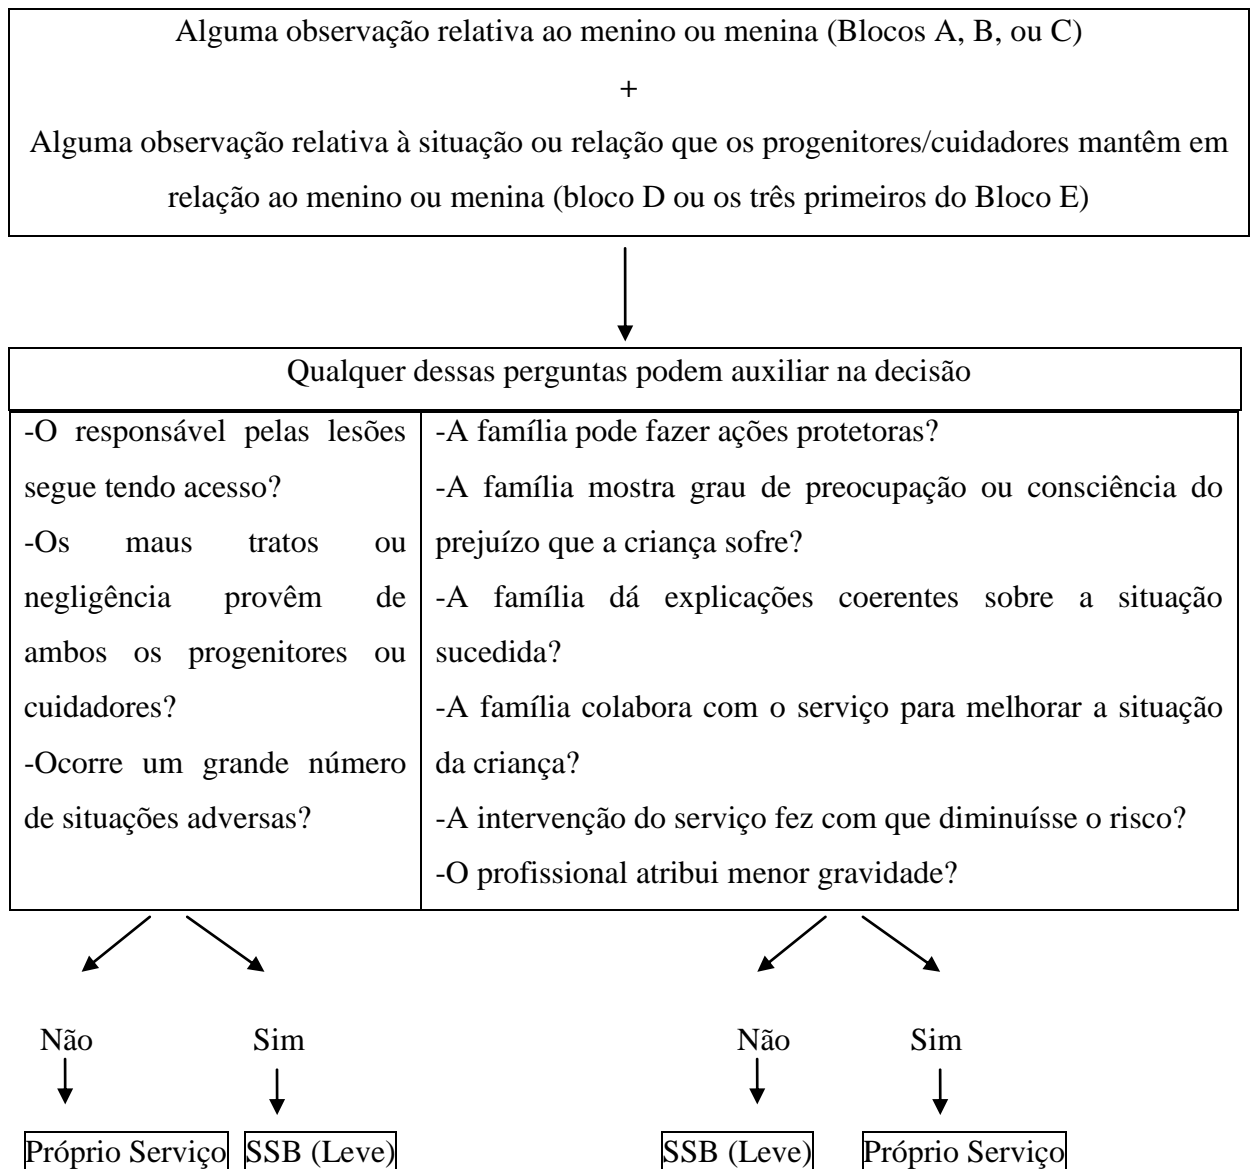 Alguma observação relativa ao menino ou menina (Blocos A, B, ou C)
+
Alguma observação relativa à situação ou relação que os progenitores/cuidadores mantêm em
relação ao menino ou menina (bloco D ou os três primeiros do Bloco E)
Qualquer dessas perguntas podem auxiliar na decisão
-O responsável pelas lesões
segue tendo acesso?
-Os maus tratos ou
negligência provêm de
ambos os progenitores ou
cuidadores?
-Ocorre um grande número
de situações adversas?
-A família pode fazer ações protetoras?
-A família mostra grau de preocupação ou consciência do
prejuízo que a criança sofre?
-A família dá explicações coerentes sobre a situação
sucedida?
-A família colabora com o serviço para melhorar a situação
da criança?
-A intervenção do serviço fez com que diminuísse o risco?
-O profissional atribui menor gravidade?
Não Sim Não Sim
Próprio Serviço SSB (Leve) SSB (Leve) Próprio Serviço